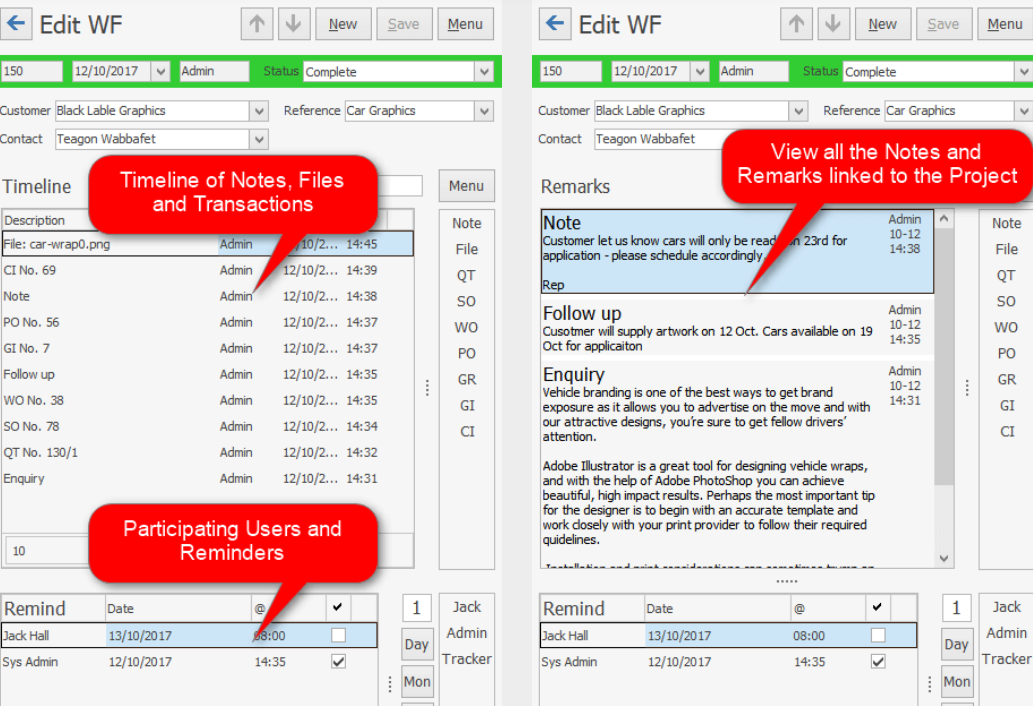 Edit WF
New Save Menu
150 12/10/2017 Admin Status Complete
Customer Black Lable Graphics Reference Car Graphics
Contact Teagon Wabbafet
Timeline of Notes, Files
and Transactions
Timeline Menu
Description
File: car-wrap0.png Admin 14:45
CI No. 69 Admin 12/10/2... 14:39
Note Admin 12/10/2... 14:38
PO No. 56 Admin 12/10/2... 14:37
GI No. 7 Admin 12/10/2... 14:37
Follow up Admin 12/10/2... 14:35
WO No. 38 Admin 12/10/2... 14:35
SO No. 78 Admin 12/10/2... 14:34
QT No. 130/1 Admin 12/10/2... 14:32
Enquiry Admin 12/10/2... 14:31
10
Note
File
QT
SO
WO
PO
GR
GI
CI
Participating Users and
Reminders
Remind Date @ ✔
Jack Hall 13/10/2017 08:00
Sys Admin 12/10/2017 14:35
1
Day
Mon
Jack
Admin
Tracker
Edit WF
New Save Menu
150 12/10/2017 Admin Status Complete
Customer Black Lable Graphics Reference Car Graphics
Contact Teagon Wabbafet
View all the Notes and
Remarks linked to the Project
Remarks Menu
Note Admin
10-12
14:38
Customer let us know cars will only be read 23rd for
application - please schedule accordingly.
Rep
Follow up Admin
10-12
14:35
Cusotmer will supply artwork on 12 Oct. Cars available on 19
Oct for applicaiton
Enquiry Admin
10-12
14:31
Vehicle branding is one of the best ways to get brand
exposure as it allows you to advertise on the move and with
our attractive designs, you're sure to get fellow drivers'
attention.
Adobe Illustrator is a great tool for designing vehicle wraps,
and with the help of Adobe PhotoShop you can achieve
beautiful, high impact results. Perhaps the most important tip
for the designer is to begin with an accurate template and
work closely with your print provider to follow their required
guidelines.
Installation and print considerations can sometimes trump an
Note
File
QT
SO
WO
PO
GR
GI
CI
Remind Date @ ✔
Jack Hall 13/10/2017 08:00
Sys Admin 12/10/2017 14:35
1
Day
Mon
Jack
Admin
Tracker